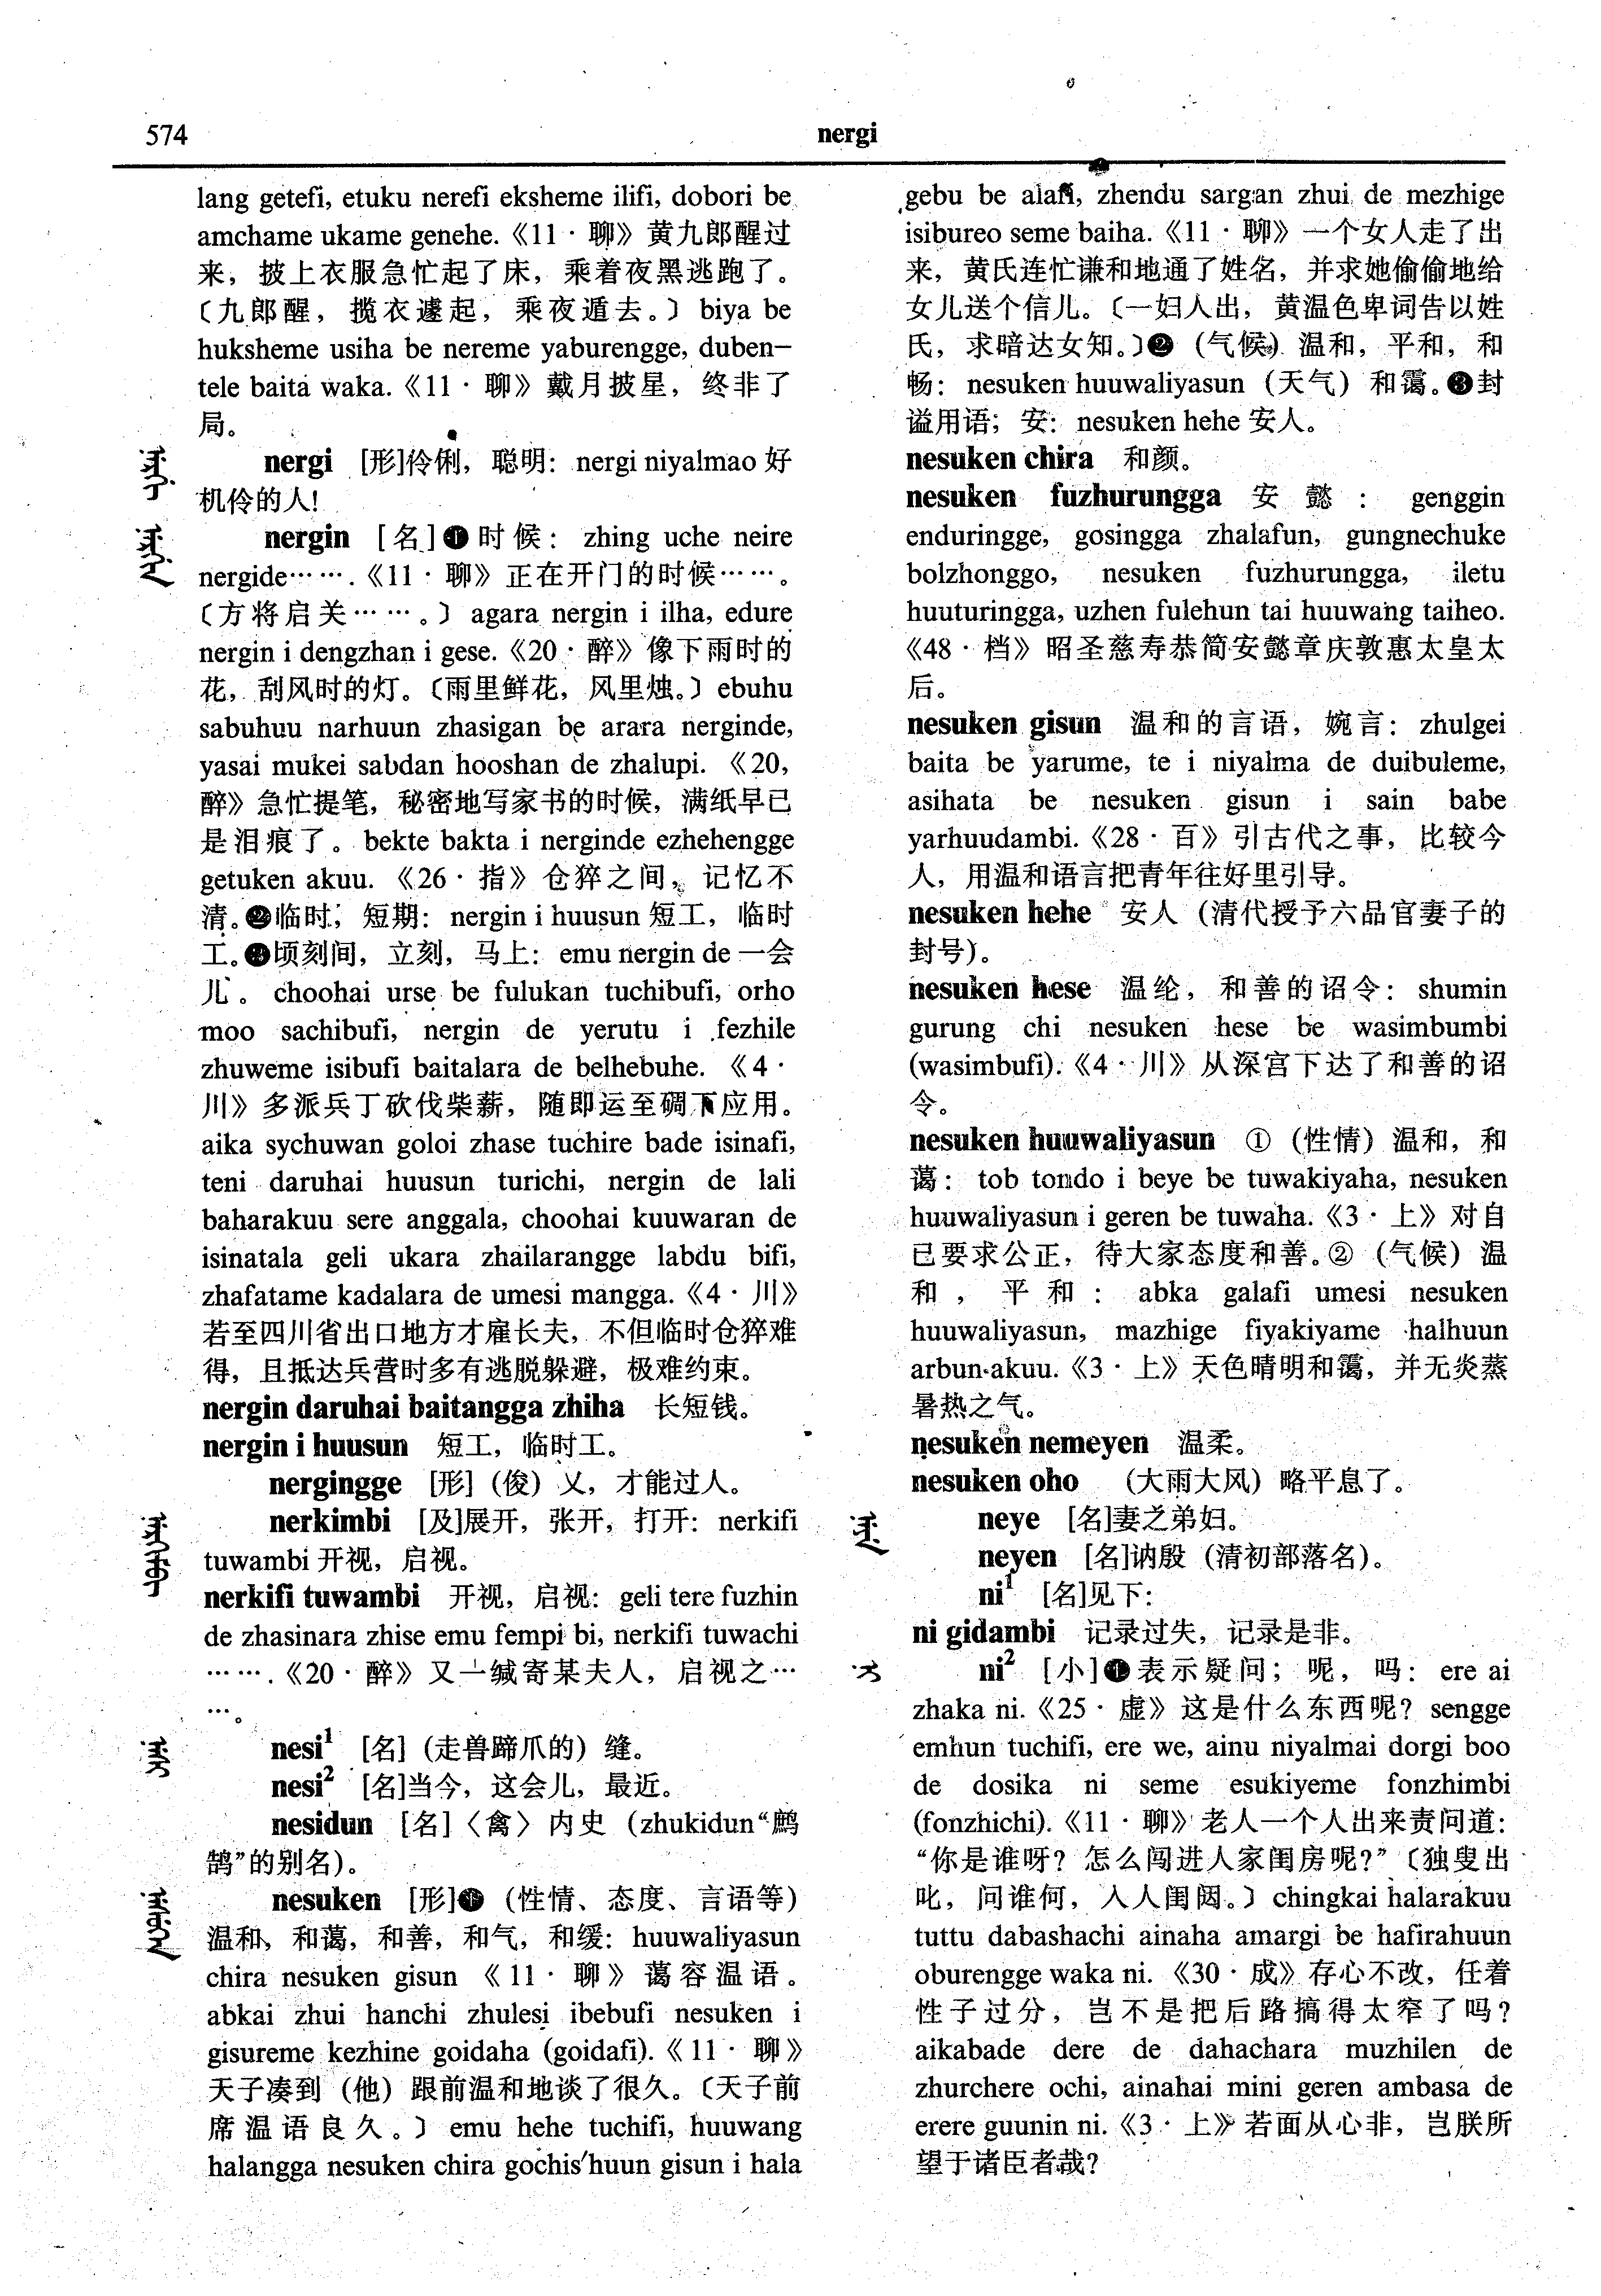 574
nergi
lang getefi, etuku nerefi eksheme ilifi, dobori be
amchame ukame genehe.《11·聊》黄九郎醒过
来，披上衣服急忙起了床，乘着夜黑逃跑了。
〔九郎醒，揽衣遽起，乘夜遁去。〕biya be
huksheme usiha be nereme yaburengge, duben-
tele baita waka.《11·聊》戴月披星，终非了
局。
nergi [形]伶俐，聪明：nergi niyalmao 好
机伶的人!
nergin [名]❶时候：zhing uche neire
nergide…….《11·聊》正在开门的时候……。
〔方将启关……。〕agara nergin i ilha, edure
nergin i dengzhan i gese.《20·醉》像下雨时的
花，刮风时的灯。〔雨里鲜花，风里烛。〕ebuhu
sabuhuu narhuun zhasigan be arara nerginde,
yasai mukei sabdan hooshan de zhalupi.《20，
醉》急忙提笔，秘密地写家书的时候，满纸早已
是泪痕了。bekte bakta i nerginde ezhehengge
getuken akuu.《26·指》仓猝之间，记忆不
清。❷临时，短期：nergin i huusun 短工，临时
工。❸顷刻间，立刻，马上：emu nergin de 一会
儿。choohai urse be fulukan tuchibufi, orho
moo sachibufi, nergin de yerutu i fezhile
zhuweme isibufi baitalara de belhebuhe.《4·
川》多派兵丁砍伐柴薪，随即运至碉下应用。
aika sychuwan goloi zhase tuchire bade isinafi,
teni daruhai huusun turichi, nergin de lali
baharakuu sere anggala, choohai kuuwaran de
isinatala geli ukara zhailarangge labdu bifi,
zhafatame kadalara de umesi mangga.《4·川》
若至四川省出口地方才雇长夫，不但临时仓猝难
得，且抵达兵营时多有逃脱躲避，极难约束。
nergin daruhai baitangga zhiha 长短钱。
nergin i huusun 短工，临时工。
nergingge [形]（俊）乂，才能过人。
nerkimbi [及]展开，张开，打开：nerkifi
tuwambi 开视，启视。
nerkifi tuwambi 开视，启视：geli tere fuzhin
de zhasinara zhise emu fempi bi, nerkifi tuwachi
…….《20·醉》又一缄寄某夫人，启视之…
…。
nesi¹ [名]（走兽蹄爪的）缝。
nesi² [名]当今，这会儿，最近。
nesidun [名]〈禽〉内史（zhukidun“鹧
鸪”的别名）。
nesuken [形]❶（性情、态度、言语等）
温和，和蔼，和善，和气，和缓：huuwaliyasun
chira nesuken gisun《11·聊》蔼容温语。
abkai zhui hanchi zhulesi ibebufi nesuken i
gisureme kezhine goidaha (goidafi).《11·聊》
天子凑到（他）跟前温和地谈了很久。〔天子前
席温语良久。〕emu hehe tuchifi, huuwang
halangga nesuken chira gochis'huun gisun i hala
gebu be alafi, zhendu sargan zhui de mezhige
isibureo seme baiha.《11·聊》一个女人走了出
来，黄氏连忙谦和地通了姓名，并求她偷偷地给
女儿送个信儿。〔一妇人出，黄温色卑词告以姓
氏，求暗达女知。〕❷（气候）温和，平和，和
畅：nesuken huuwaliyasun（天气）和霭。❸封
谥用语；安：nesuken hehe 安人。
nesuken chira 和颜。
nesuken fuzhurungga 安懿：genggin
enduringge, gosingga zhalafun, gungnechuke
bolzhonggo, nesuken fuzhurungga, iletu
huuturingga, uzhen fulehun tai huuwang taiheo.
《48·档》昭圣慈寿恭简安懿章庆敦惠太皇太
后。
nesuken gisun 温和的言语，婉言：zhulgei
baita be yarume, te i niyalma de duibuleme,
asihata be nesuken gisun i sain babe
yarhuudambi.《28·百》引古代之事，比较今
人，用温和语言把青年往好里引导。
nesuken hehe 安人（清代授予六品官妻子的
封号）。
nesuken hese 温纶，和善的诏令：shumin
gurung chi nesuken hese be wasimbumbi
(wasimbufi).《4·川》从深宫下达了和善的诏
令。
nesuken huuwaliyasun ①（性情）温和，和
蔼：tob tondo i beye be tuwakiyaha, nesuken
huuwaliyasun i geren be tuwaha.《3·上》对自
已要求公正，待大家态度和善。②（气候）温
和，平和：abka galafi umesi nesuken
huuwaliyasun, mazhige fiyakiyame halhuun
arbun akuu.《3·上》天色晴明和霭，并无炎蒸
暑热之气。
nesuken nemeyen 温柔。
nesuken oho （大雨大风）略平息了。
neye [名]妻之弟妇。
neyen [名]讷殷（清初部落名）。
ni¹ [名]见下：
ni gidambi 记录过失，记录是非。
ni² [小]❶表示疑问；呢，吗：ere ai
zhaka ni.《25·虚》这是什么东西呢？sengge
emhun tuchifi, ere we, ainu niyalmai dorgi boo
de dosika ni seme esukiyeme fonzhimbi
(fonzhichi).《11·聊》老人一个人出来责问道：
“你是谁呀？怎么闯进人家闺房呢？”〔独叟出
叱，问谁何，入人闺闼。〕chingkai halarakuu
tuttu dabashachi ainaha amargi be hafirahuun
oburengge waka ni.《30·成》存心不改，任着
性子过分，岂不是把后路搞得太窄了吗？
aikabade dere de dahachara muzhilen de
zhurchere ochi, ainahai mini geren ambasa de
erere guunin ni.《3·上》若面从心非，岂朕所
望于诸臣者哉？